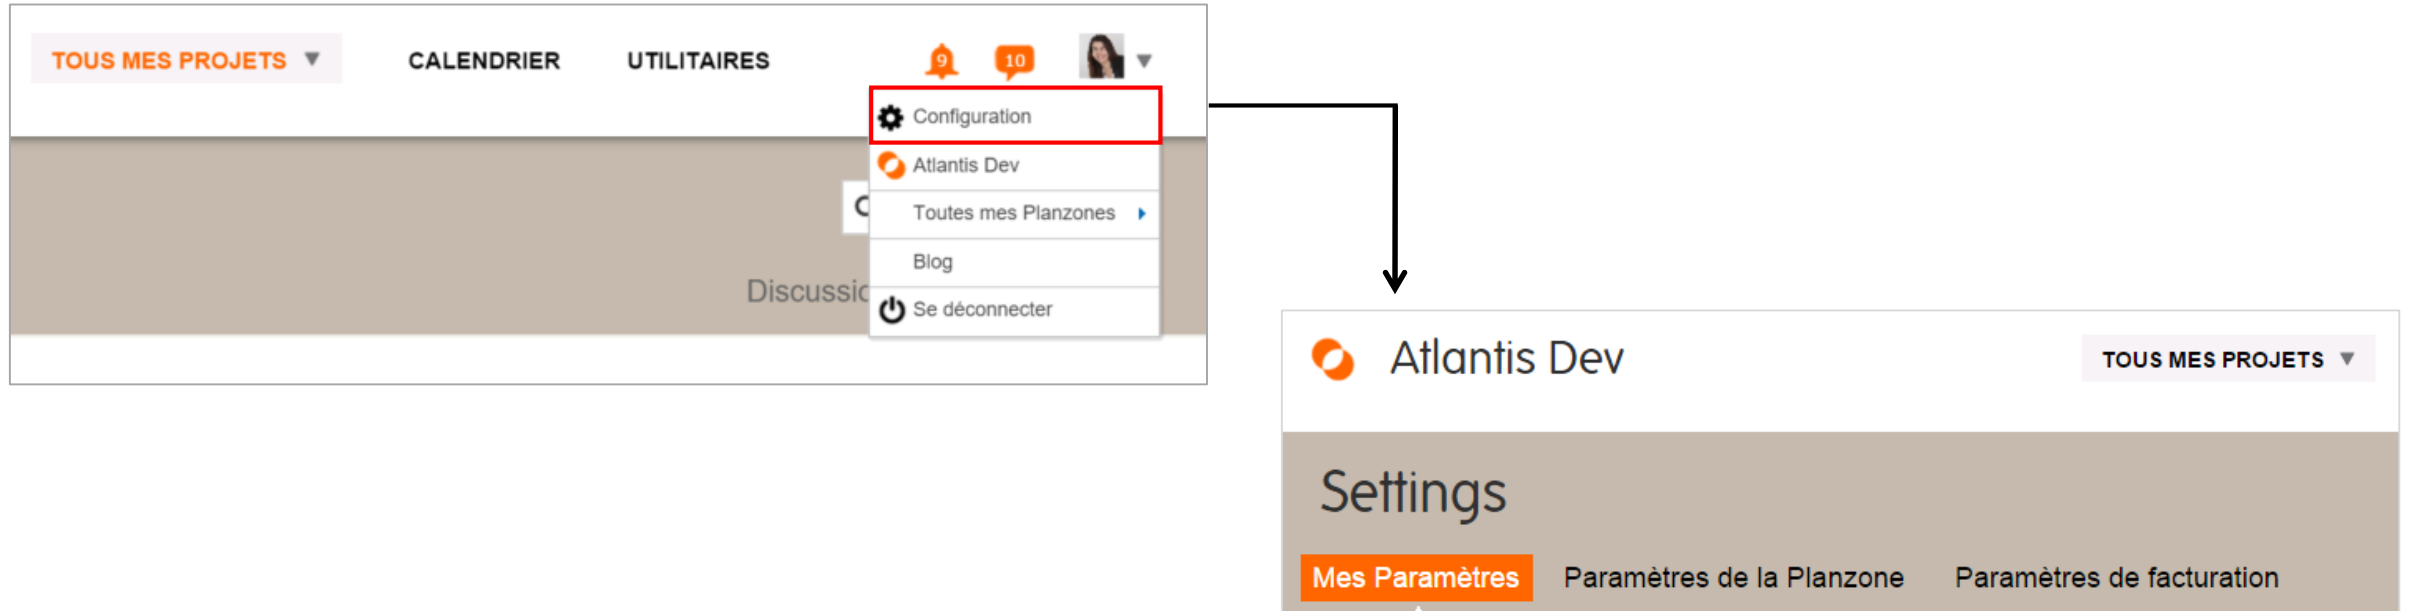 TOUS MES PROJETS CALENDRIER UTILITAIRES 9 10
Configuration
Atlantis Dev
Toutes mes Planzones
Blog
Se déconnecter
Atlantis Dev TOUS MES PROJETS
Settings
Mes Paramètres Paramètres de la Planzone Paramètres de facturation